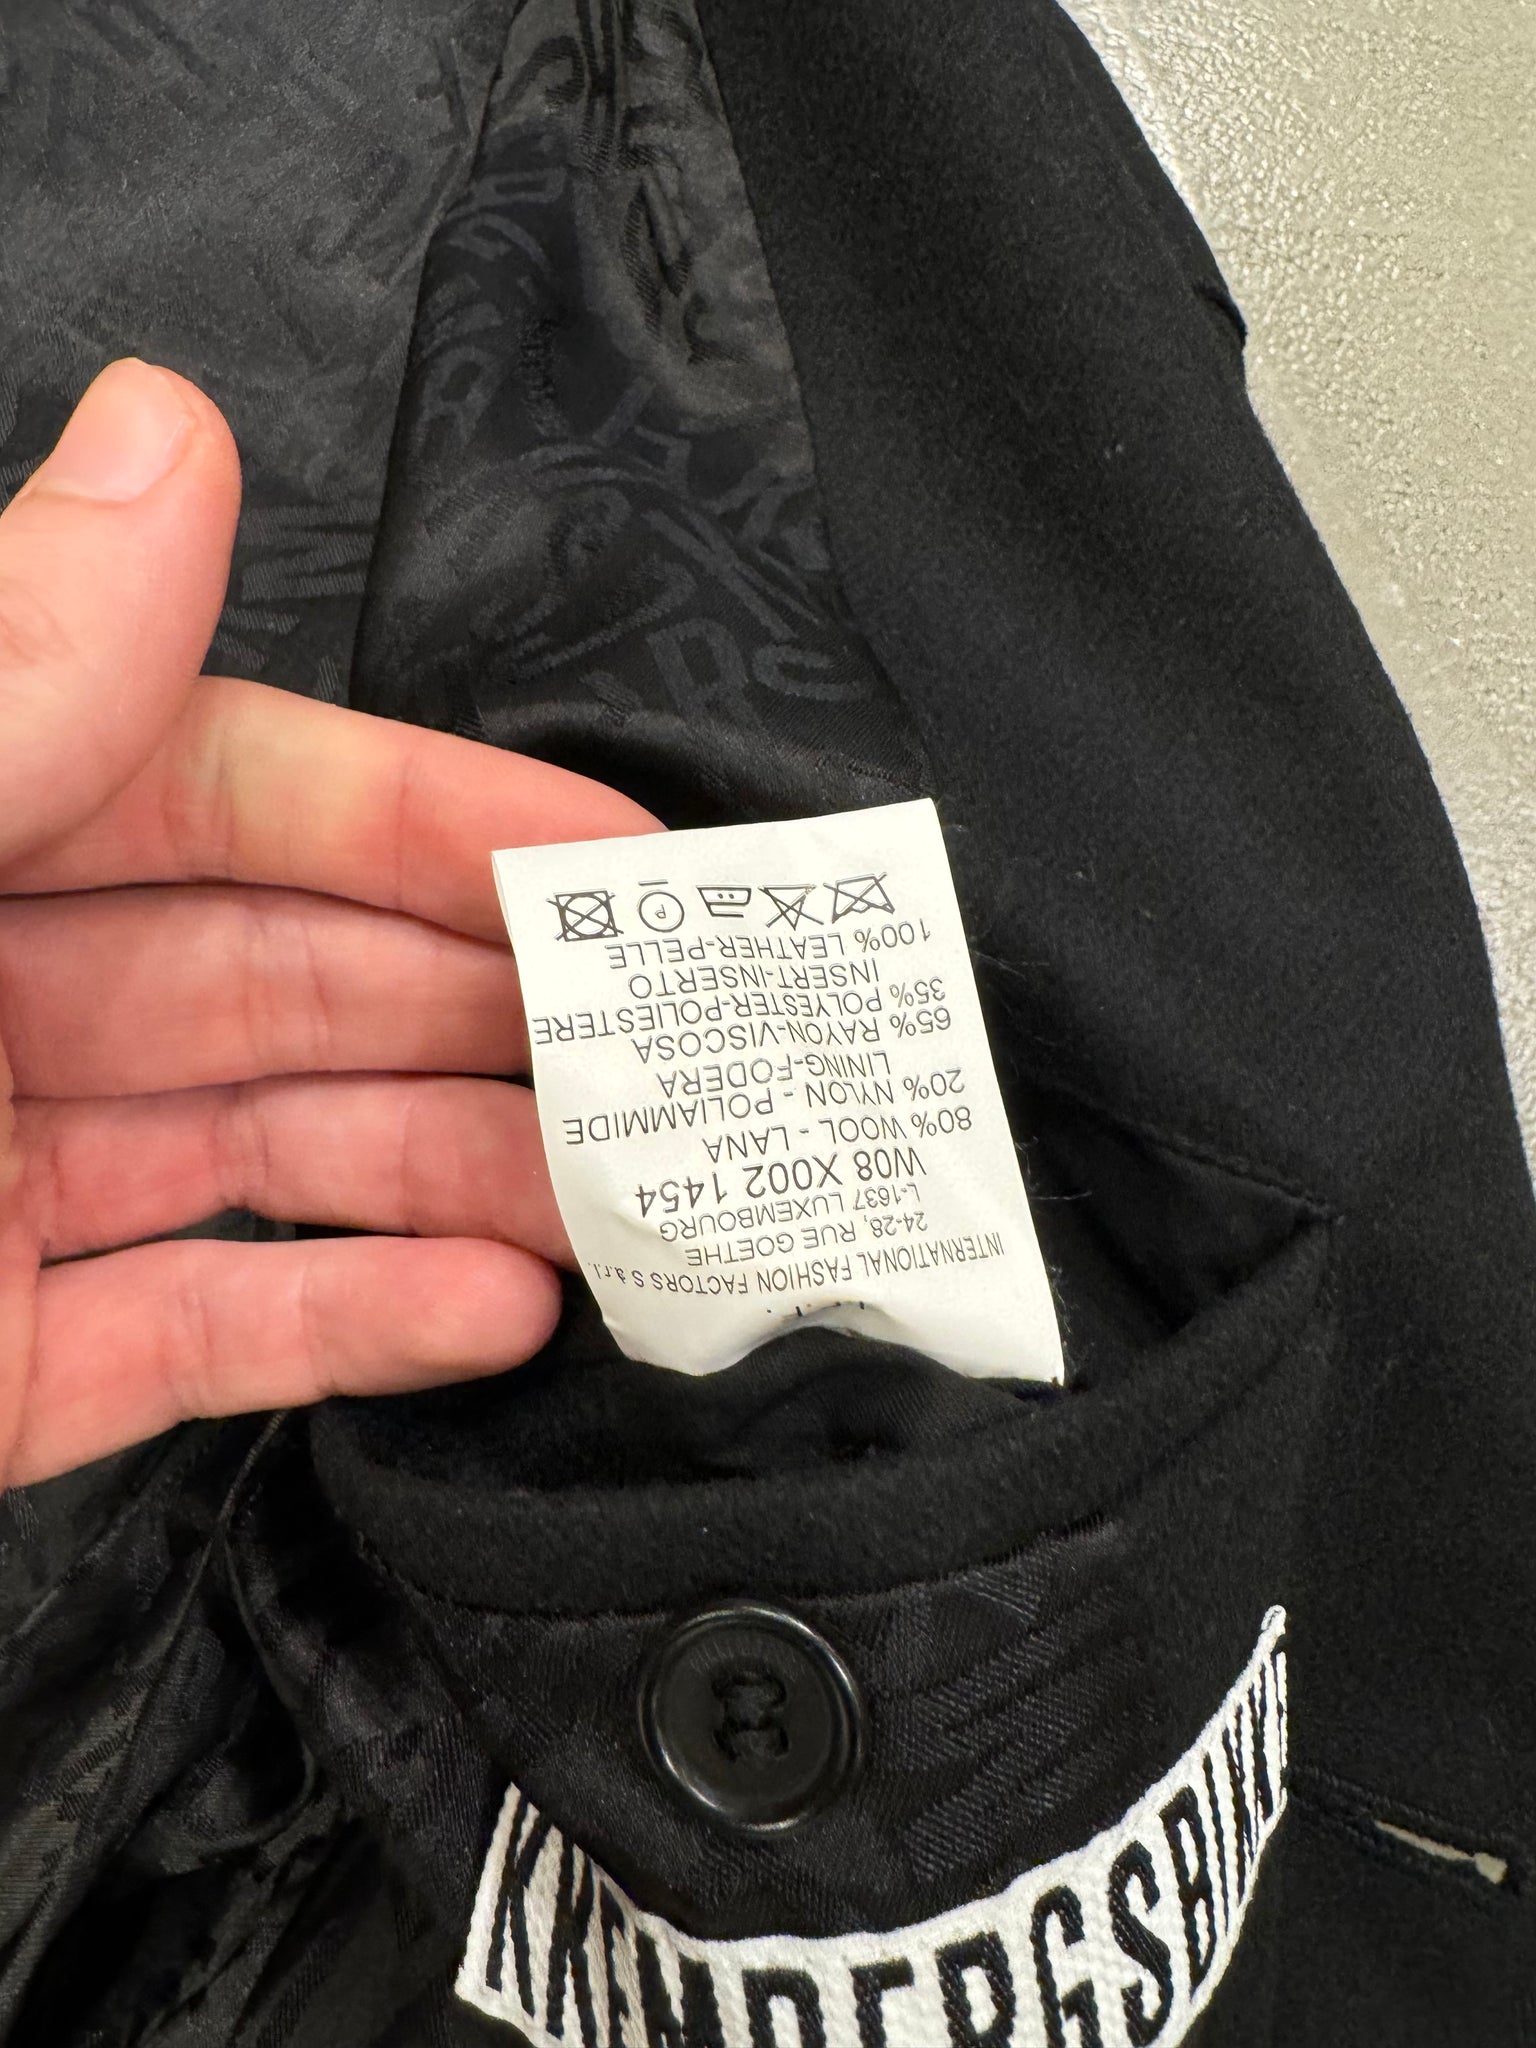 INTERNATIONAL FASHION FACTORS S.à r.l.
24-28, RUE GOETHE
L-1637 LUXEMBOURG
W08 X002 1454
80% WOOL - LANA
20% NYLON - POLIAMMIDE
LINING-FODERA
65% RAYON-VISCOSA
35% POLYESTER-POLIESTERE
INSERT-INSERTO
100% LEATHER-PELLE
P